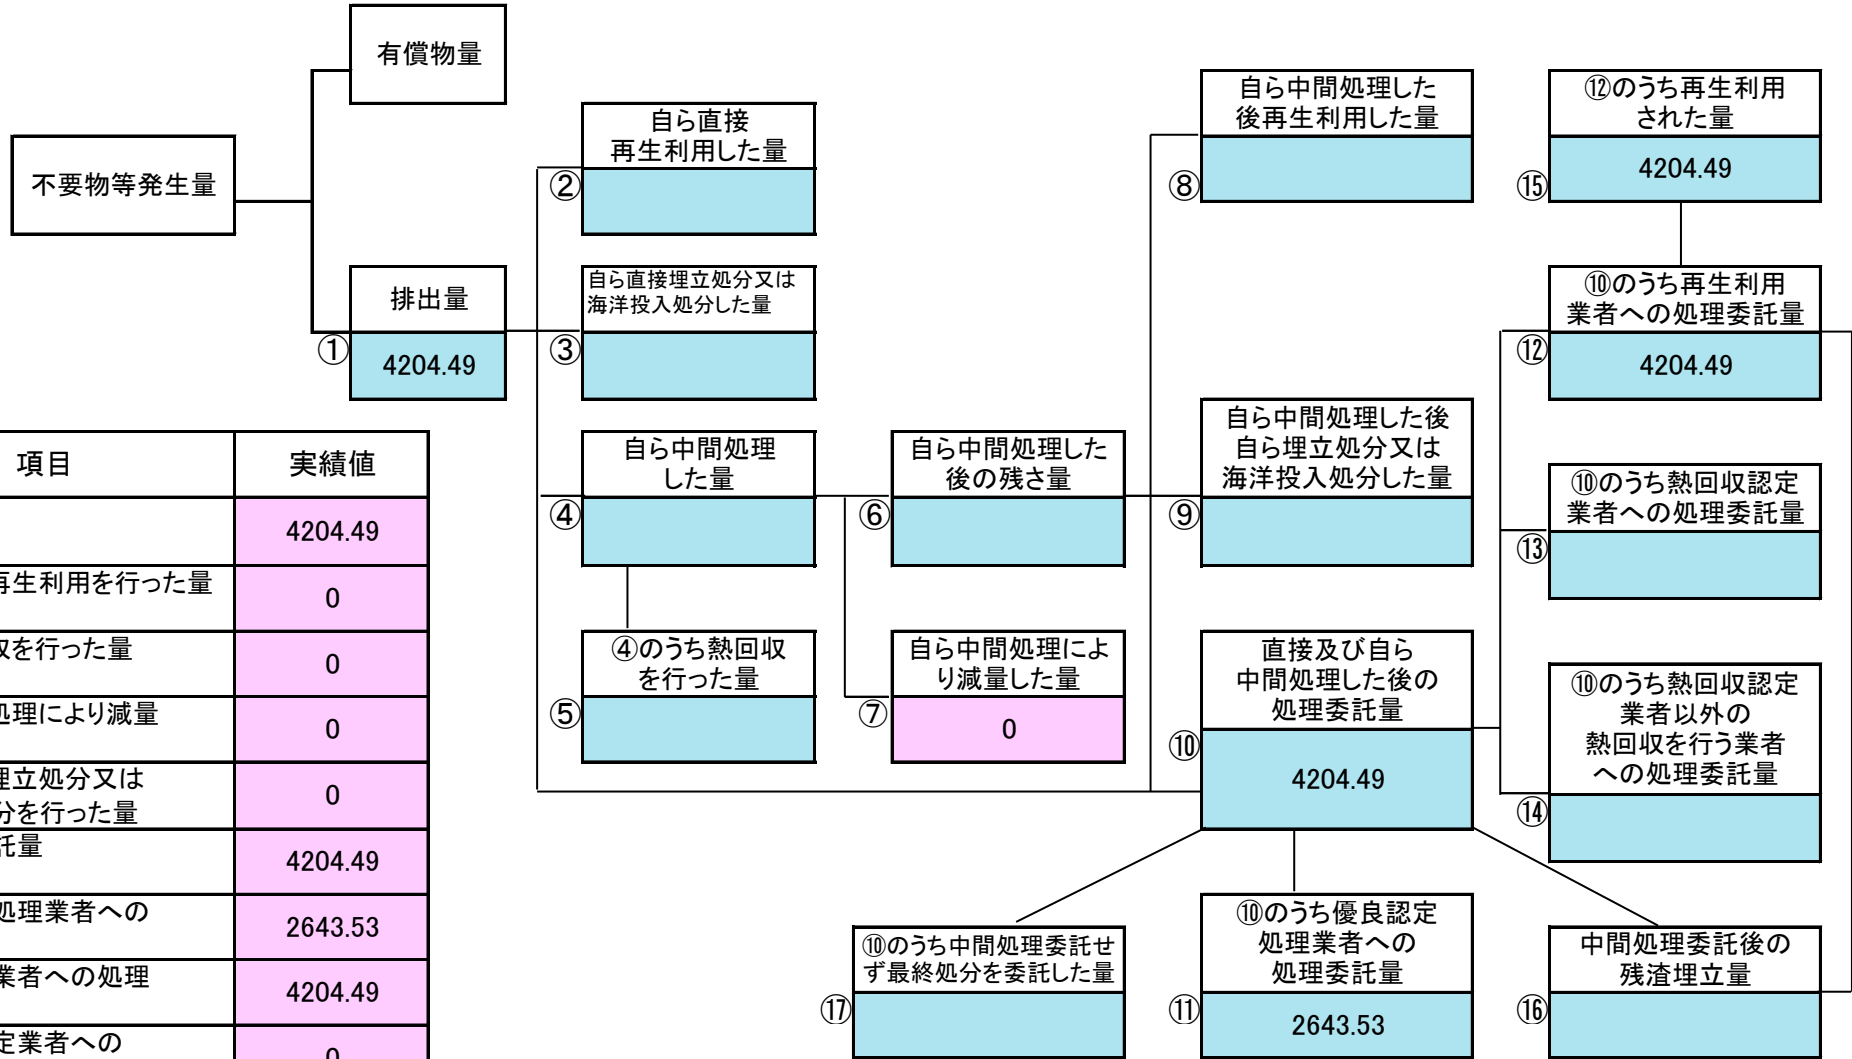 有償物量
不要物等発生量
排出量
①
4204.49
自ら直接
再生利用した量
②
自ら直接埋立処分又は
海洋投入処分した量
③
自ら中間処理
した量
④
④のうち熱回収
を行った量
⑤
自ら中間処理した
後の残さ量
⑥
自ら中間処理によ
り減量した量
⑦
0
自ら中間処理した
後再生利用した量
⑧
自ら中間処理した後
自ら埋立処分又は
海洋投入処分した量
⑨
直接及び自ら
中間処理した後の
処理委託量
⑩
4204.49
⑫のうち再生利用
された量
⑮
4204.49
⑩のうち再生利用
業者への処理委託量
⑫
4204.49
⑩のうち熱回収認定
業者への処理委託量
⑬
⑩のうち熱回収認定
業者以外の
熱回収を行う業者
への処理委託量
⑭
⑩のうち中間処理委託せ
ず最終処分を委託した量
⑰
⑩のうち優良認定
処理業者への
処理委託量
⑪
2643.53
中間処理委託後の
残渣埋立量
⑯
項目
実績値
4204.49
再生利用を行った量
0
を行った量
0
処理により減量
0
埋立処分又は
分を行った量
0
託量
4204.49
処理業者への
2643.53
業者への処理
4204.49
定業者への
0